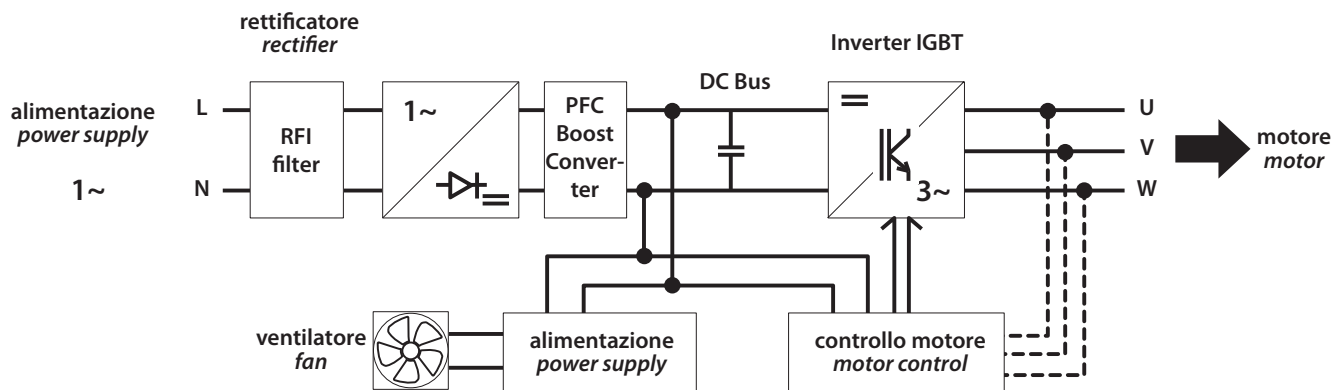 rettificatore
rectifier
Inverter IGBT
DC Bus
alimentazione
power supply
1~
L
N
RFI
filter
1~
PFC
Boost
Conver-
ter
3~
U
V
W
motore
motor
ventilatore
fan
alimentazione
power supply
controllo motore
motor control